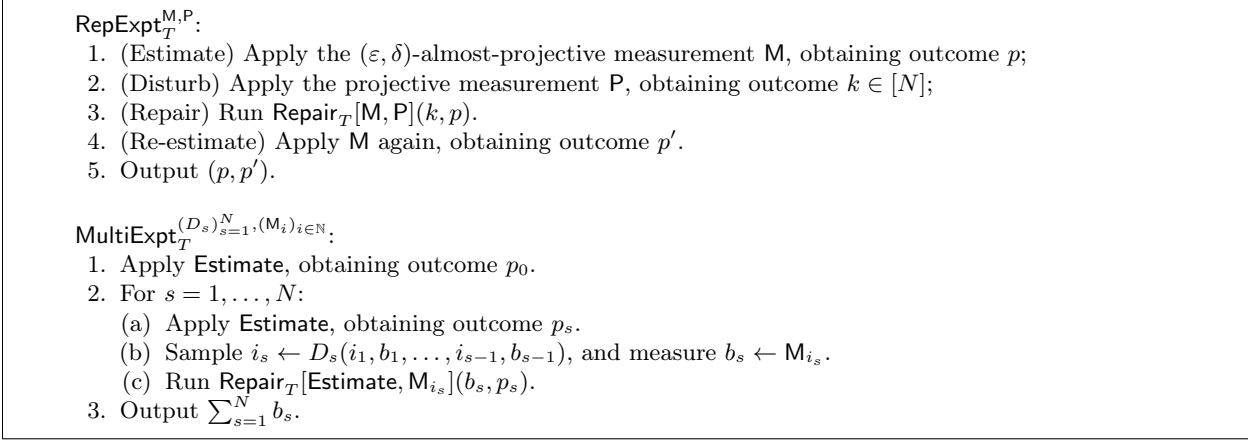 RepExpt_T^{M,P}:
1. (Estimate) Apply the (ε, δ)-almost-projective measurement M, obtaining outcome p;
2. (Disturb) Apply the projective measurement P, obtaining outcome k ∈ [N];
3. (Repair) Run Repair_T[M, P](k, p).
4. (Re-estimate) Apply M again, obtaining outcome p′.
5. Output (p, p′).
MultiExpt_T^{(D_s)_{s=1}^N, (M_i)_{i∈ℕ}}:
1. Apply Estimate, obtaining outcome p_0.
2. For s = 1, . . . , N:
(a) Apply Estimate, obtaining outcome p_s.
(b) Sample i_s ← D_s(i_1, b_1, . . . , i_{s−1}, b_{s−1}), and measure b_s ← M_{i_s}.
(c) Run Repair_T[Estimate, M_{i_s}](b_s, p_s).
3. Output ∑_{s=1}^N b_s.